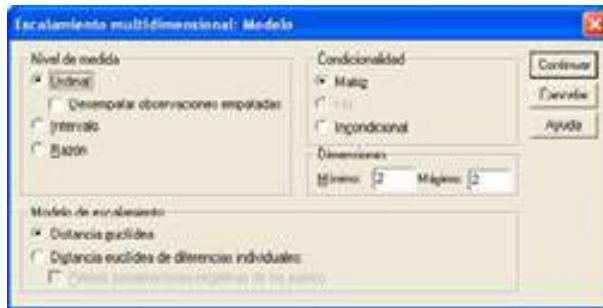 Escalamiento multidimensional: Modelo
Nivel de medida
Ordinal
Desempatar observaciones empatadas
Intervalo
Razón
Condicionalidad
Matriz
Incondicional
Dimensiones
Mínimo: 2 Máximo: 2
Continuar
Cancelar
Ayuda
Modelo de escalamiento
Distancia euclídea
Distancia euclídea de diferencias individuales